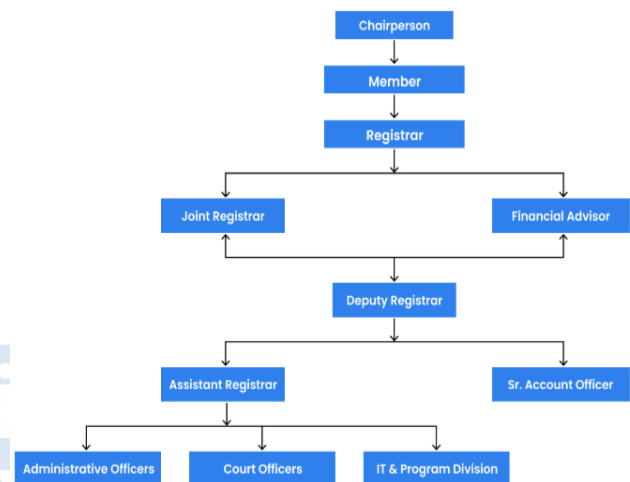 Chairperson
Member
Registrar
Joint Registrar
Financial Advisor
Deputy Registrar
Assistant Registrar
Sr. Account Officer
Administrative Officers
Court Officers
IT & Program Division